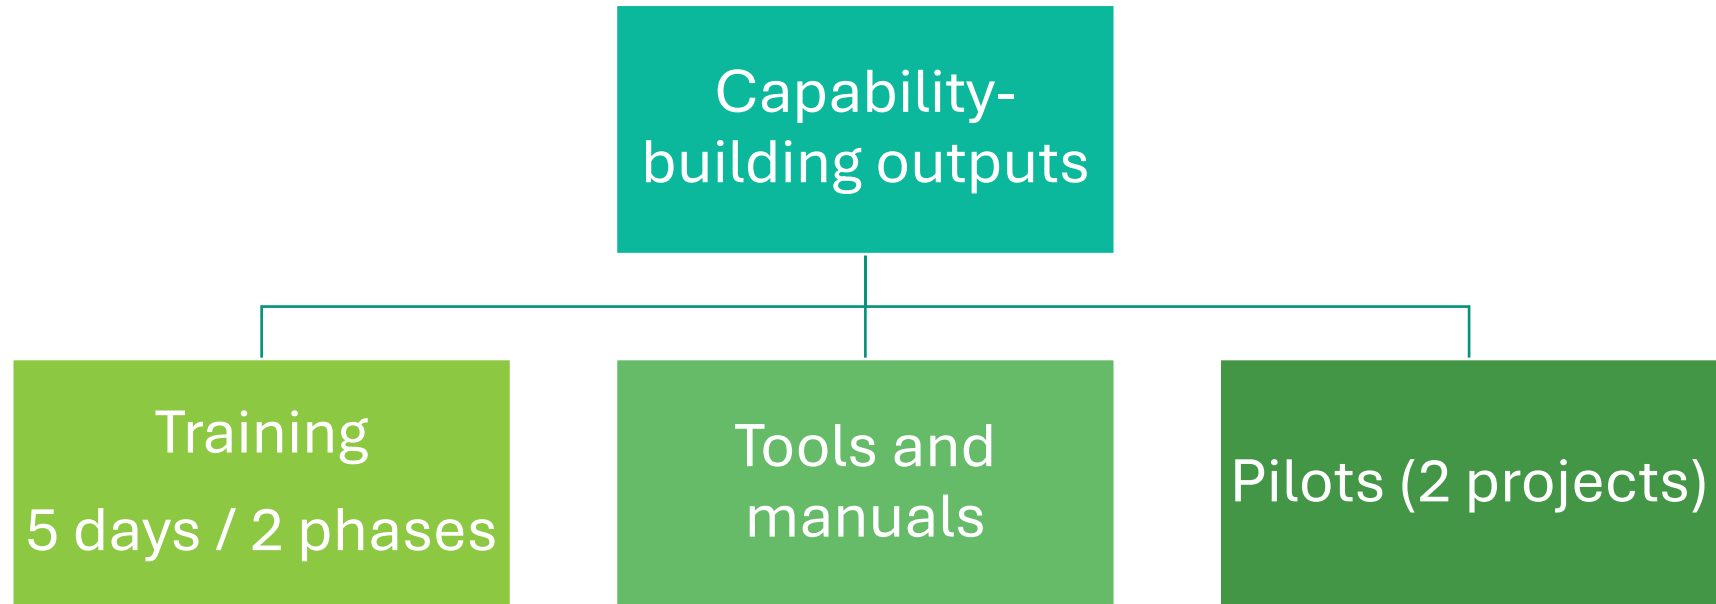 Capability-
building outputs
Training
5 days / 2 phases
Tools and
manuals
Pilots (2 projects)